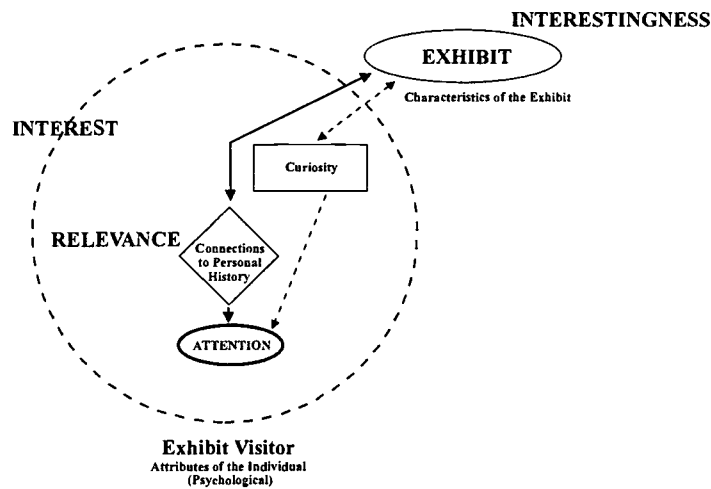 INTERESTINGNESS
EXHIBIT
Characteristics of the Exhibit
INTEREST
Curiosity
RELEVANCE
Connections
to Personal
History
ATTENTION
Exhibit Visitor
Attributes of the Individual
(Psychological)